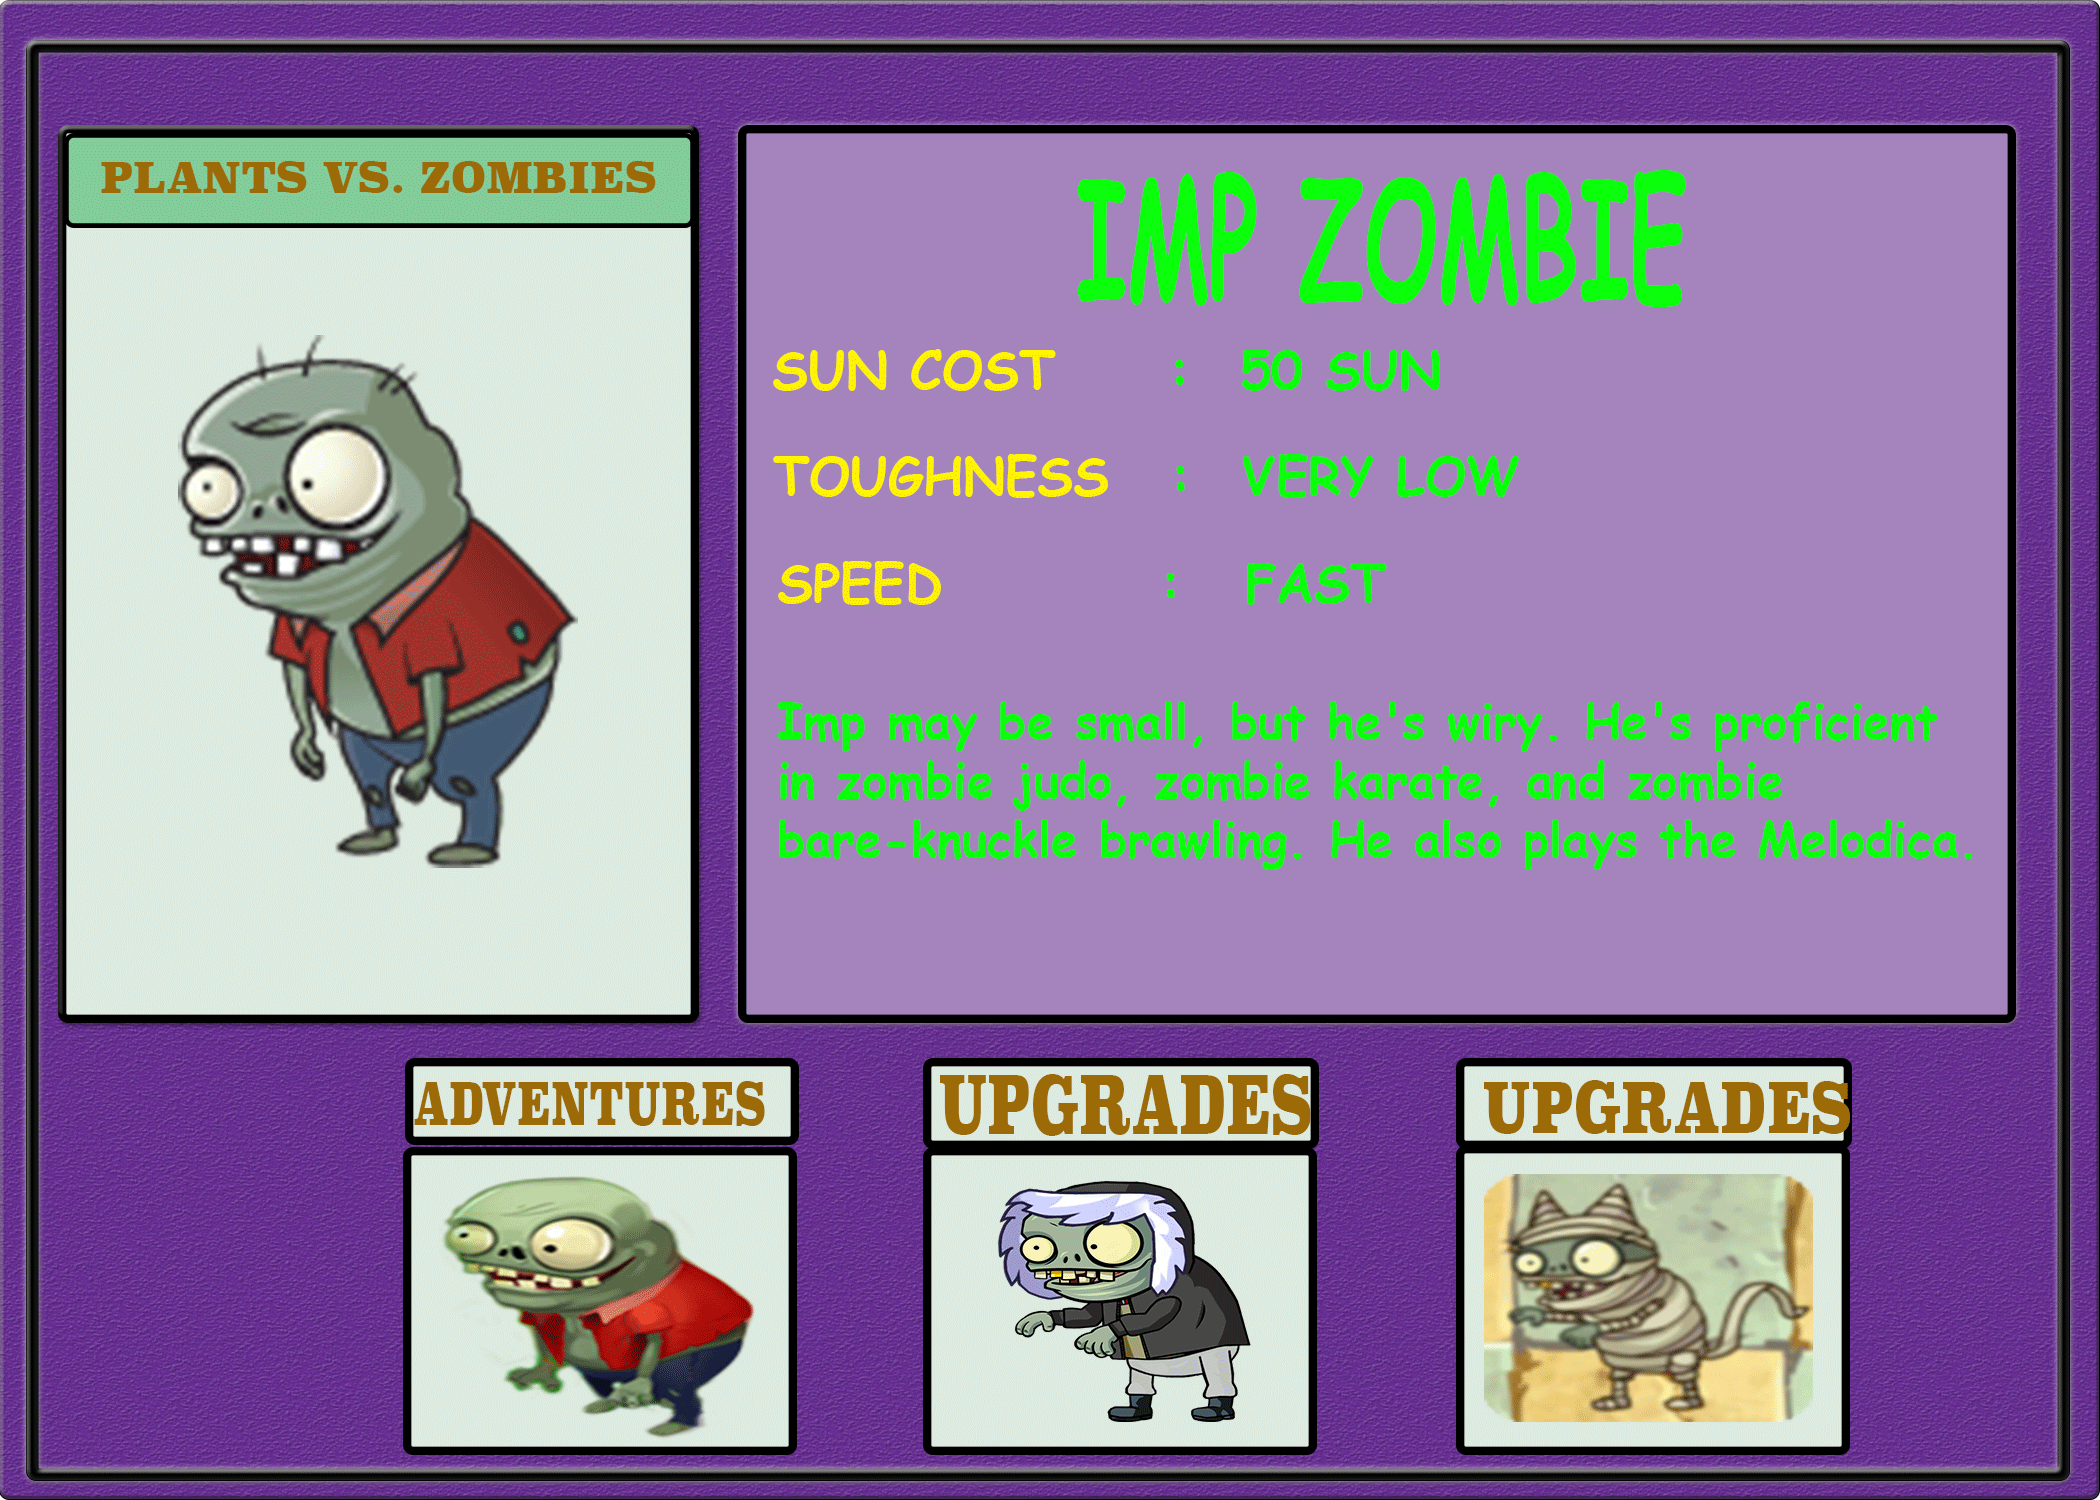 PLANTS VS. ZOMBIES
IMP ZOMBIE
SUN COST : 50 SUN
TOUGHNESS : VERY LOW
SPEED : FAST
Imp may be small, but he's wiry. He's proficient
in zombie judo, zombie karate, and zombie
bare-knuckle brawling. He also plays the Melodica.
ADVENTURES
UPGRADES
UPGRADES